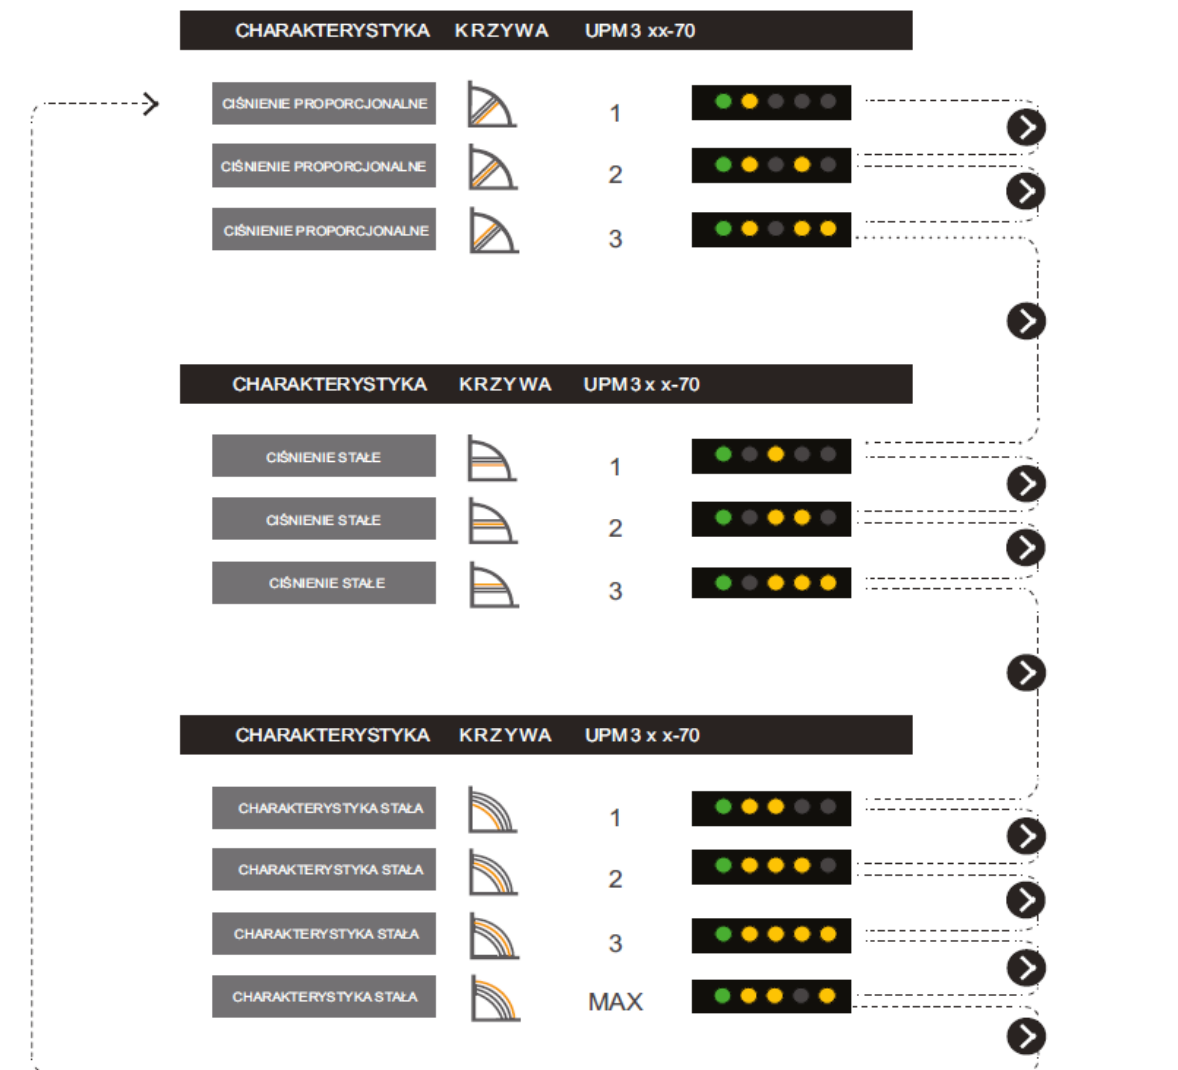 CHARAKTERYSTYKA KRZYWA UPM3 xx-70
CIŚNIENIE PROPORCJONALNE 1
CIŚNIENIE PROPORCJONALNE 2
CIŚNIENIE PROPORCJONALNE 3
CHARAKTERYSTYKA KRZYWA UPM3 x x-70
CIŚNIENIE STAŁE 1
CIŚNIENIE STAŁE 2
CIŚNIENIE STAŁE 3
CHARAKTERYSTYKA KRZYWA UPM3 x x-70
CHARAKTERYSTYKA STAŁA 1
CHARAKTERYSTYKA STAŁA 2
CHARAKTERYSTYKA STAŁA 3
CHARAKTERYSTYKA STAŁA MAX